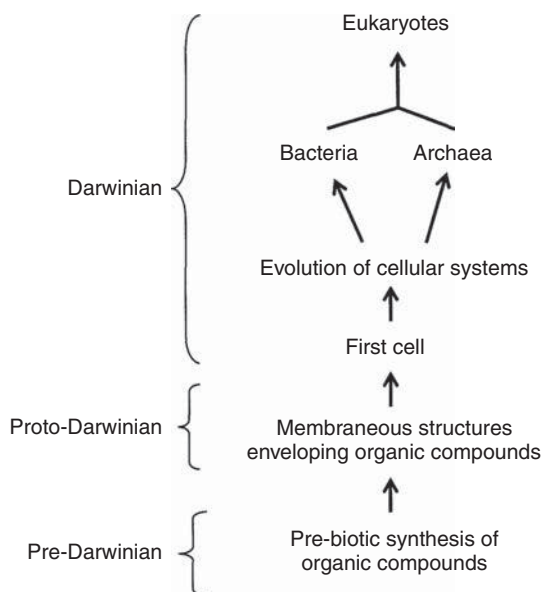 Eukaryotes
Bacteria
Archaea
Darwinian
Evolution of cellular systems
First cell
Proto-Darwinian
Membraneous structures
enveloping organic compounds
Pre-Darwinian
Pre-biotic synthesis of
organic compounds